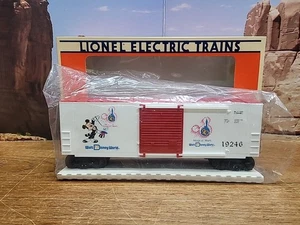 LIONEL ELECTRIC TRAINS
Walt Disney World
Walt Disney World
19246